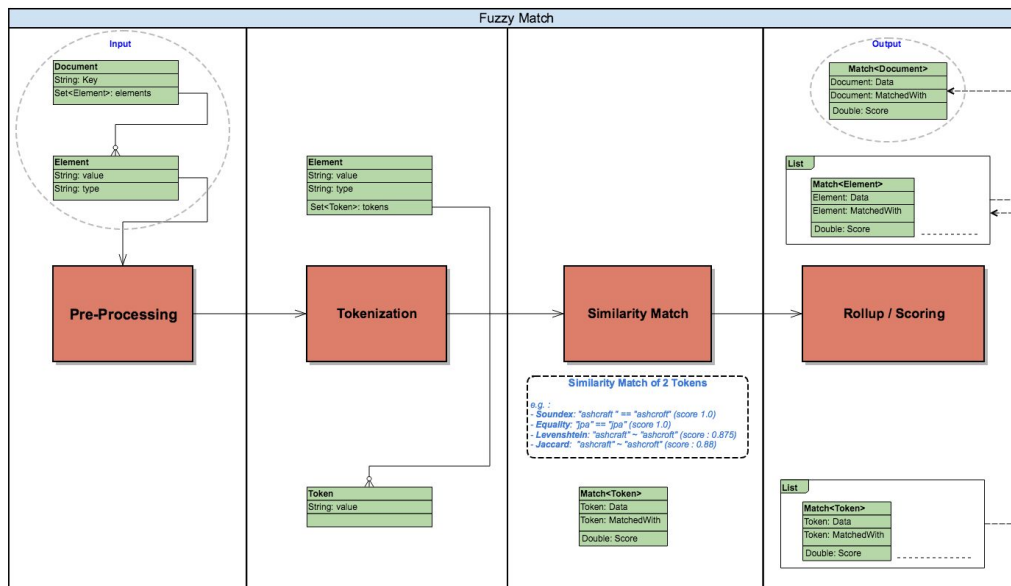 Fuzzy Match
Input
Document
String: Key
Set<Element>: elements
Element
String: value
String: type
Pre-Processing
Element
String: value
String: type
Set<Token>: tokens
Tokenization
Token
String: value
Similarity Match
Similarity Match of 2 Tokens
e.g. :
- Soundex: "ashcraft " == "ashcroft" (score 1.0)
- Equality: "jpa" == "jpa" (score 1.0)
- Levenshtein: "ashcraft" ~ "ashcroft" (score : 0.875)
- Jaccard: "ashcraft" ~ "ashcroft" (score : 0.88)
Match<Token>
Token: Data
Token: MatchedWith
Double: Score
Output
Match<Document>
Document: Data
Document: MatchedWith
Double: Score
List
Match<Element>
Element: Data
Element: MatchedWith
Double: Score
Rollup / Scoring
List
Match<Token>
Token: Data
Token: MatchedWith
Double: Score